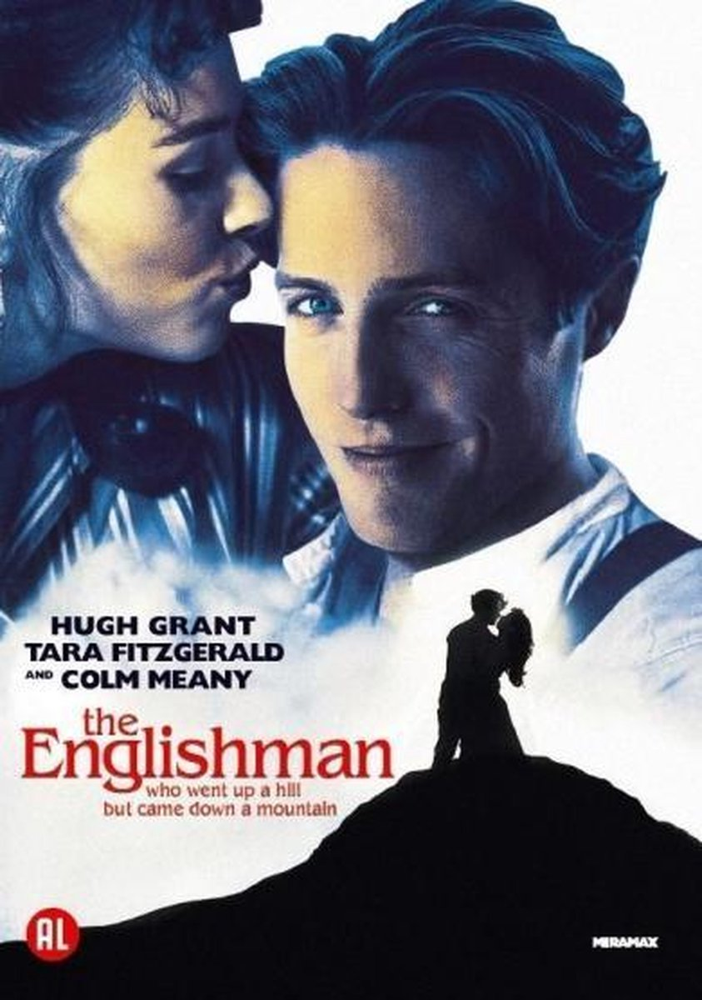 HUGH GRANT
TARA FITZGERALD
AND COLM MEANY
the
Englishman
who went up a hill
but came down a mountain
AL
MIRAMAX